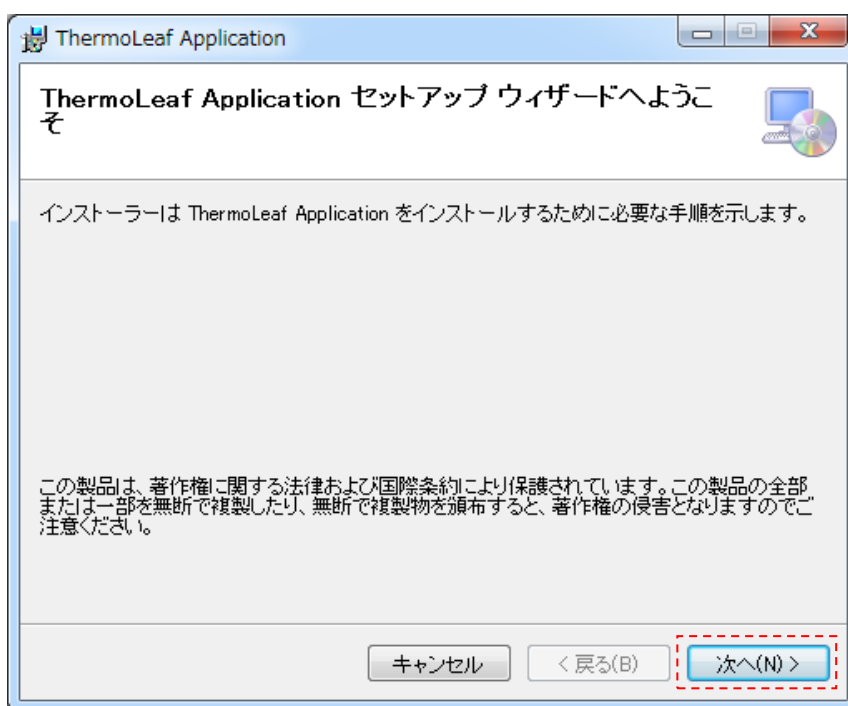 ThermoLeaf Application
ThermoLeaf Application セットアップ ウィザードへようこ
そ
インストーラーは ThermoLeaf Application をインストールするために必要な手順を示します。
この製品は、著作権に関する法律および国際条約により保護されています。この製品の全部
または一部を無断で複製したり、無断で複製物を頒布すると、著作権の侵害となりますのでご
注意ください。
キャンセル
< 戻る(B)
次へ(N) >